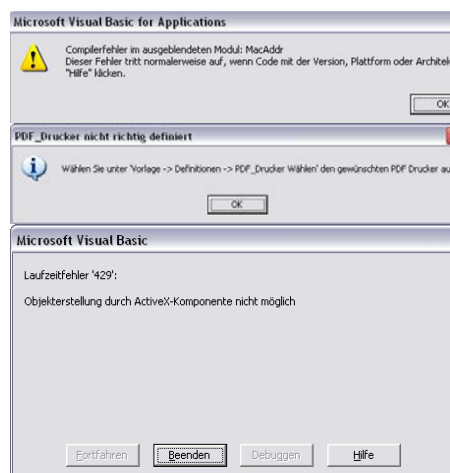 Microsoft Visual Basic for Applications
Compilerfehler im ausgeblendeten Modul: MacAddr
Dieser Fehler tritt normalerweise auf, wenn Code mit der Version, Plattform oder Architek
"Hilfe" klicken.
OK
PDF_Drucker nicht richtig definiert
Wählen Sie unter 'Vorlage -> Definitionen -> PDF_Drucker Wählen' den gewünschten PDF Drucker au
OK
Microsoft Visual Basic
Laufzeitfehler '429':
Objekterstellung durch ActiveX-Komponente nicht möglich
Fortfahren Beenden Debuggen Hilfe